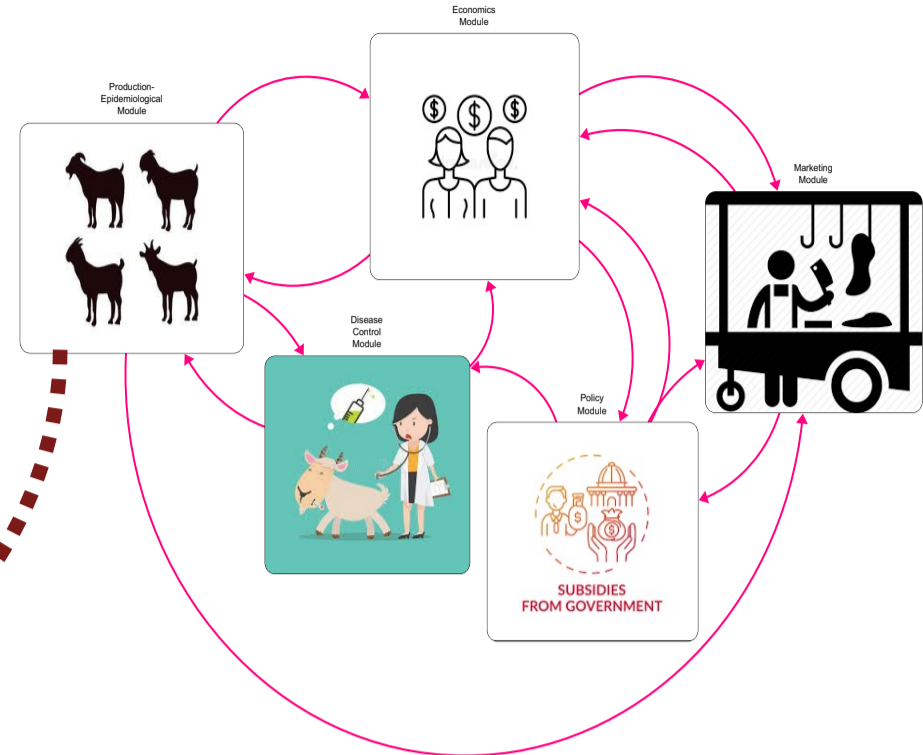 Economics
Module
Production-
Epidemiological
Module
$ $ $
Marketing
Module
Disease
Control
Module
Policy
Module
$
$
SUBSIDIES
FROM GOVERNMENT